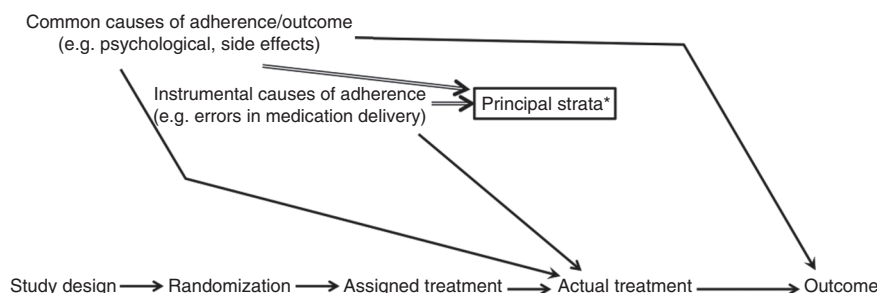 Common causes of adherence/outcome
(e.g. psychological, side effects)
Instrumental causes of adherence
(e.g. errors in medication delivery)
Principal strata*
Study design Randomization Assigned treatment Actual treatment Outcome